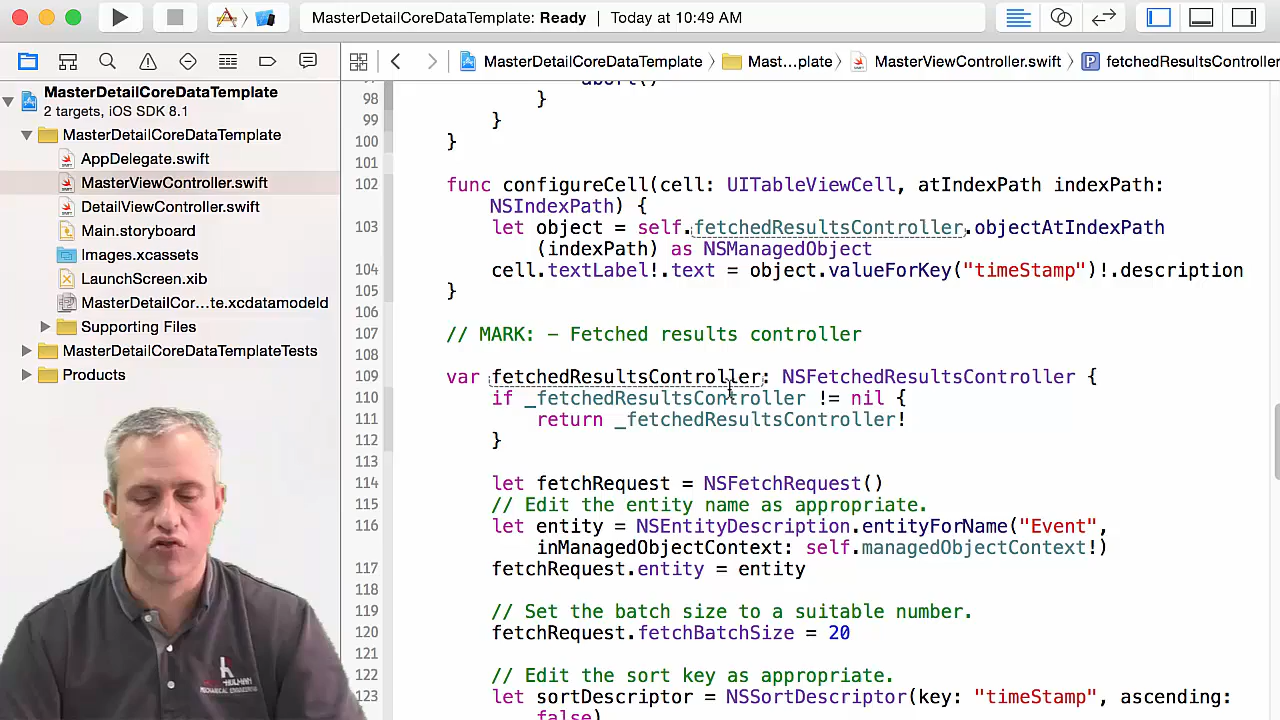 MasterDetailCoreDataTemplate: Ready | Today at 10:49 AM
MasterDetailCoreDataTemplate
Mast...plate
MasterViewController.swift
P
fetchedResultsController
MasterDetailCoreDataTemplate
2 targets, iOS SDK 8.1
MasterDetailCoreDataTemplate
AppDelegate.swift
MasterViewController.swift
DetailViewController.swift
Main.storyboard
Images.xcassets
LaunchScreen.xib
MasterDetailCor...te.xcdatamodeld
Supporting Files
MasterDetailCoreDataTemplateTests
Products
97 abort()
98 }
99 }
100 }
101
102 func configureCell(cell: UITableViewCell, atIndexPath indexPath:
NSIndexPath) {
103 let object = self.fetchedResultsController.objectAtIndexPath
(indexPath) as NSManagedObject
104 cell.textLabel!.text = object.valueForKey("timeStamp")!.description
105 }
106
107 // MARK: - Fetched results controller
108
109 var fetchedResultsController: NSFetchedResultsController {
110 if _fetchedResultsController != nil {
111 return _fetchedResultsController!
112 }
113
114 let fetchRequest = NSFetchRequest()
115 // Edit the entity name as appropriate.
116 let entity = NSEntityDescription.entityForName("Event",
inManagedObjectContext: self.managedObjectContext!)
117 fetchRequest.entity = entity
118
119 // Set the batch size to a suitable number.
120 fetchRequest.fetchBatchSize = 20
121
122 // Edit the sort key as appropriate.
123 let sortDescriptor = NSSortDescriptor(key: "timeStamp", ascending:
false)
MECHANICAL ENGINEERING